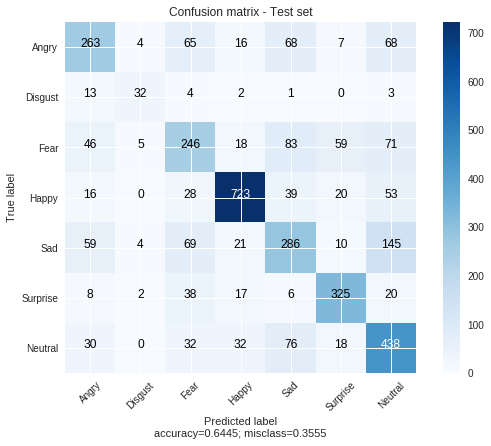 Confusion matrix - Test set
Angry 263 4 65 16 68 7 68
Disgust 13 32 4 2 1 0 3
Fear 46 5 246 18 83 59 71
Happy 16 0 28 723 39 20 53
Sad 59 4 69 21 286 10 145
Surprise 8 2 38 17 6 325 20
Neutral 30 0 32 32 76 18 438
True label
Angry Disgust Fear Happy Sad Surprise Neutral
Predicted label
accuracy=0.6445; misclass=0.3555
700
600
500
400
300
200
100
0